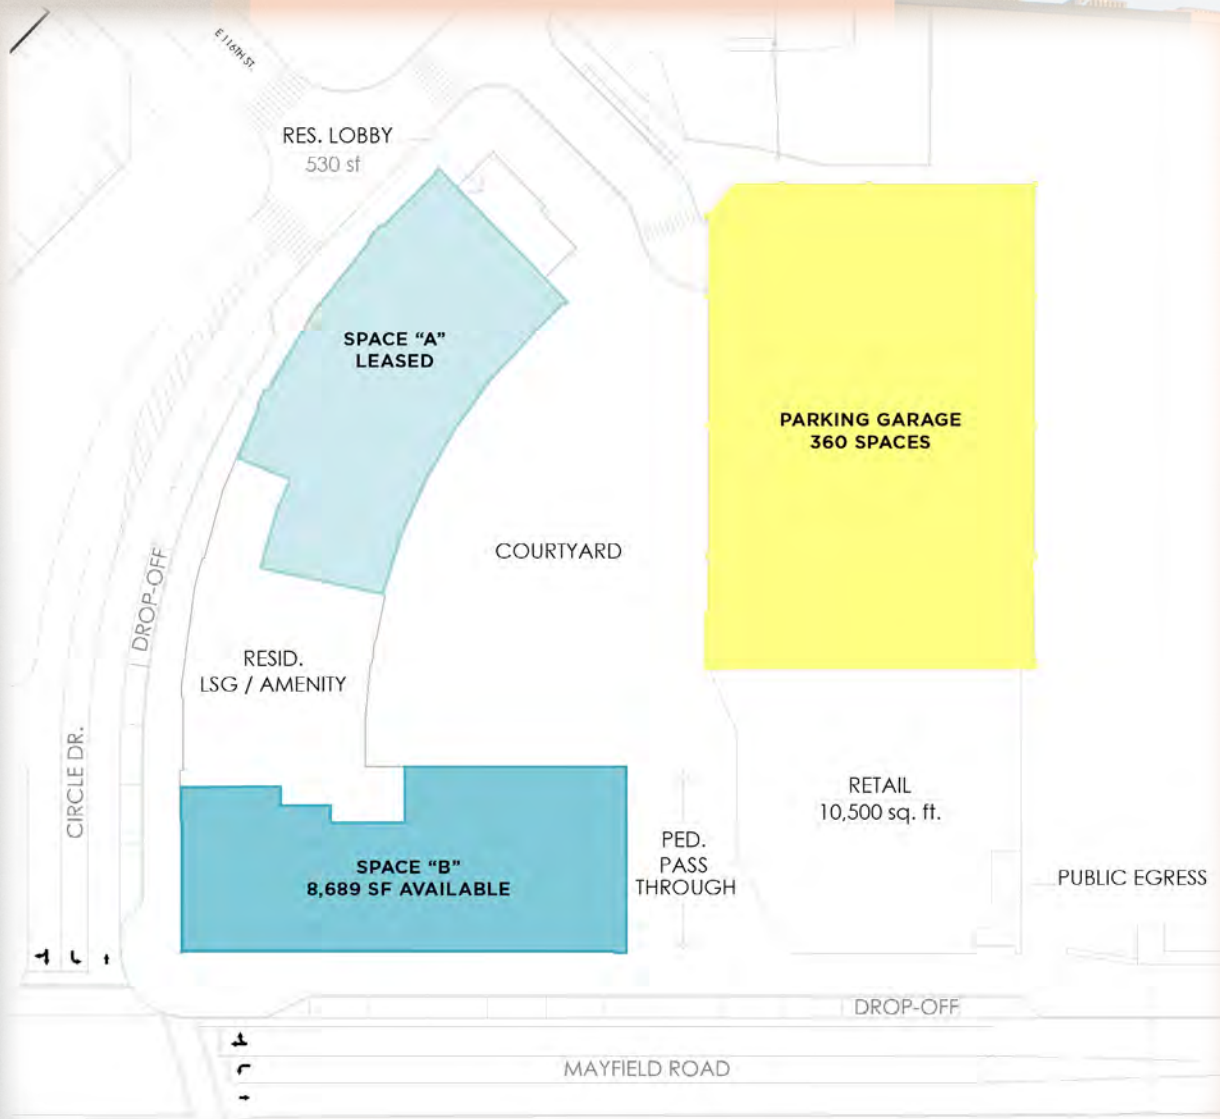 E 116TH ST.
RES. LOBBY
530 sf
SPACE “A”
LEASED
PARKING GARAGE
360 SPACES
COURTYARD
DROP-OFF
RESID.
LSG / AMENITY
CIRCLE DR.
RETAIL
10,500 sq. ft.
SPACE “B”
8,689 SF AVAILABLE
PED.
PASS
THROUGH
PUBLIC EGRESS
DROP-OFF
MAYFIELD ROAD